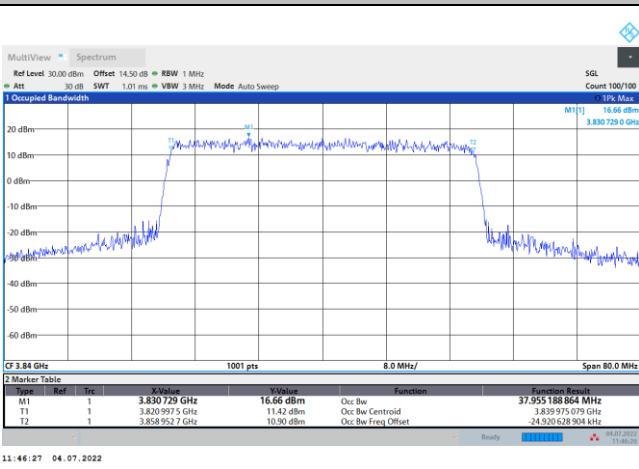 MultiView Spectrum
Ref Level 30.00 dBm Offset 14.50 dB RBW 1 MHz SGL
Att 30 dB SWT 1.01 ms VBW 3 MHz Mode Auto Sweep Count 100/100
1 Occupied Bandwidth 1Pk Max
M1[1] 16.66 dBm
3.830 729 0 GHz
M1
T1 T2
20 dBm
10 dBm
0 dBm
-10 dBm
-20 dBm
-30 dBm
-40 dBm
-50 dBm
-60 dBm
CF 3.84 GHz 1001 pts 8.0 MHz/ Span 80.0 MHz
2 Marker Table
Type Ref Trc X-Value Y-Value Function Function Result
M1 1 3.830 729 GHz 16.66 dBm Occ Bw 37.955 188 864 MHz
T1 1 3.820 997 5 GHz 11.42 dBm Occ Bw Centroid 3.839 975 079 GHz
T2 1 3.858 952 7 GHz 10.90 dBm Occ Bw Freq Offset -24.920 628 904 kHz
Ready 04.07.2022
11:46:26
11:46:27 04.07.2022